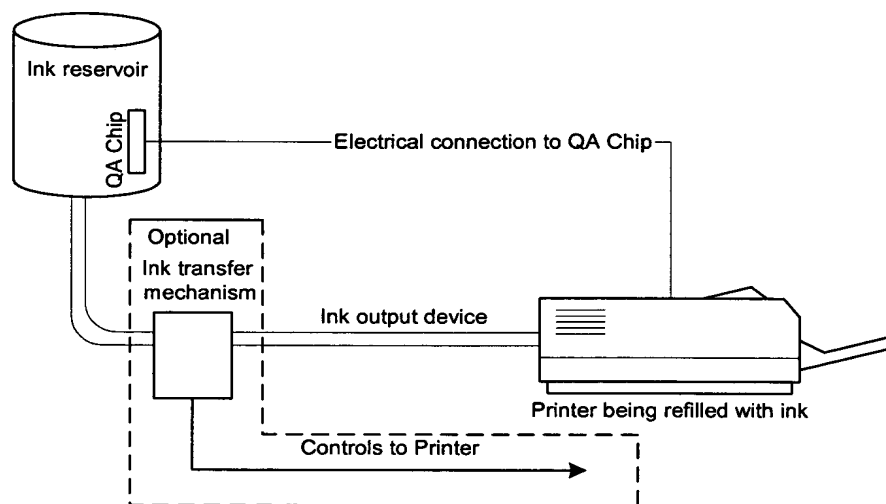 Ink reservoir
QA Chip
Electrical connection to QA Chip
Optional
Ink transfer
mechanism
Ink output device
Printer being refilled with ink
Controls to Printer